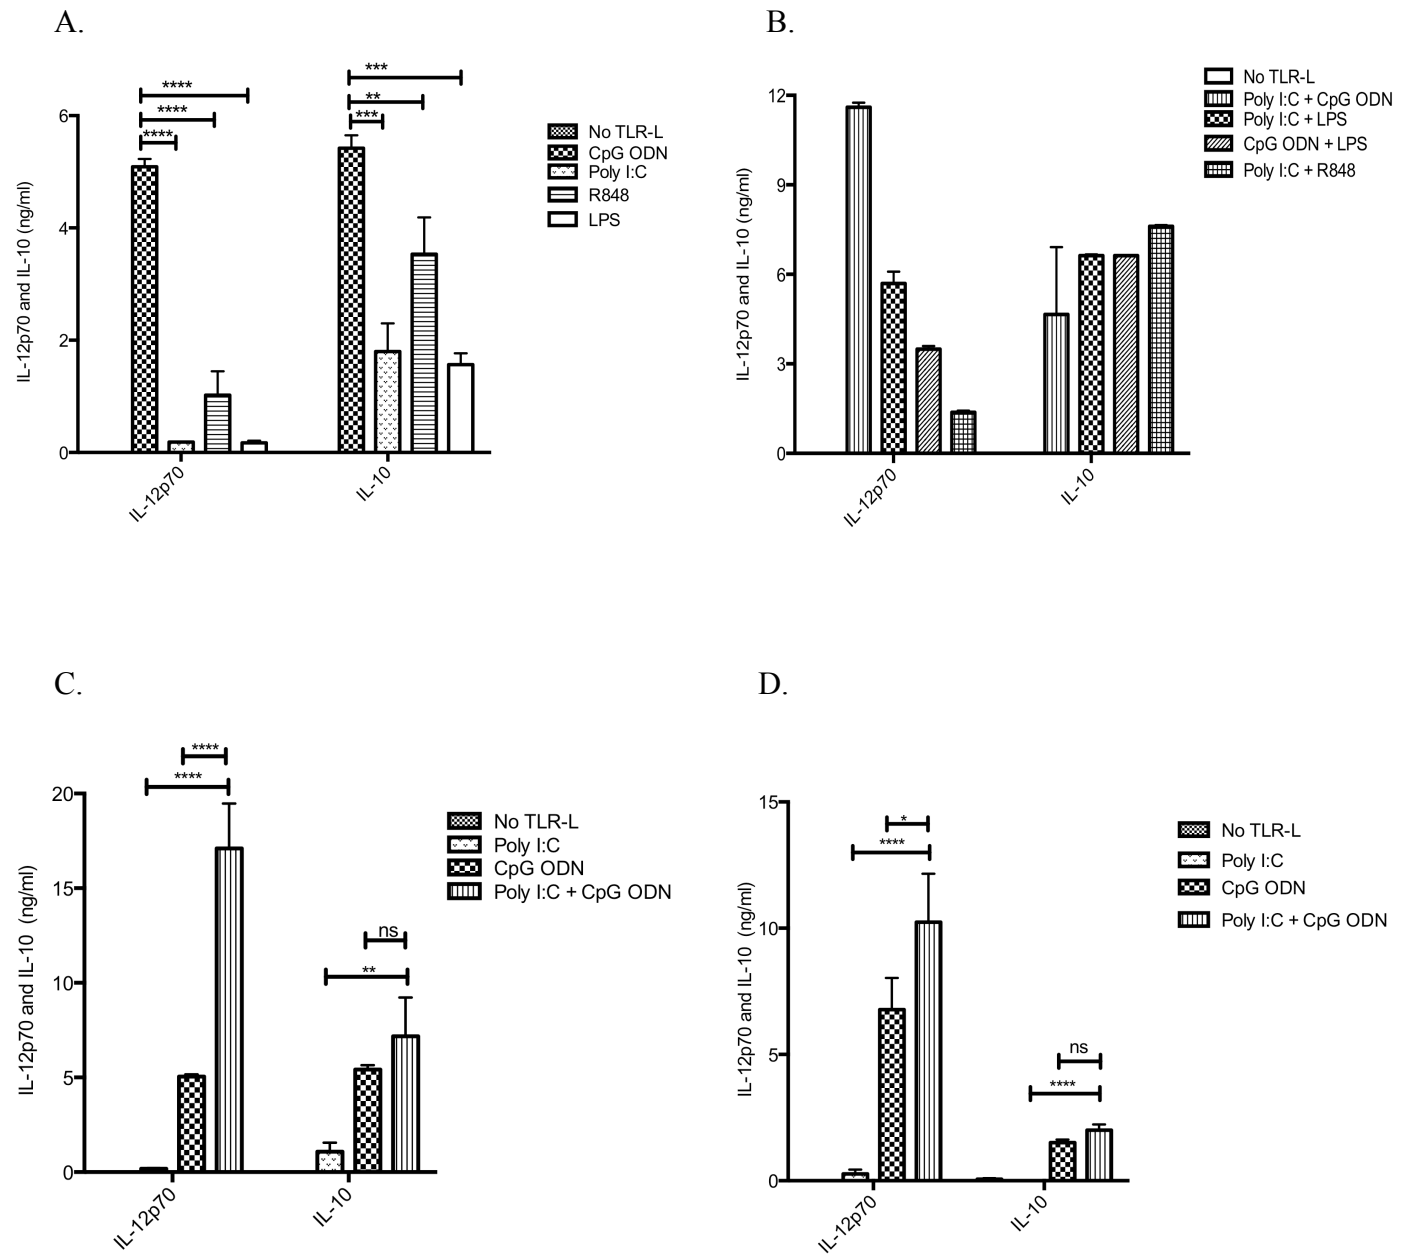 A.
****
****
****
***
**
***
6
4
2
0
IL-12p70 and IL-10 (ng/ml)
IL-12p70
IL-10
No TLR-L
CpG ODN
Poly I:C
R848
LPS
B.
12
9
6
3
0
IL-12p70 and IL-10 (ng/ml)
IL-12p70
IL-10
No TLR-L
Poly I:C + CpG ODN
Poly I:C + LPS
CpG ODN + LPS
Poly I:C + R848
C.
****
****
ns
**
20
15
10
5
0
IL-12p70 and IL-10 (ng/ml)
IL-12p70
IL-10
No TLR-L
Poly I:C
CpG ODN
Poly I:C + CpG ODN
D.
*
****
ns
****
15
10
5
0
IL-12p70 and IL-10 (ng/ml)
IL-12p70
IL-10
No TLR-L
Poly I:C
CpG ODN
Poly I:C + CpG ODN